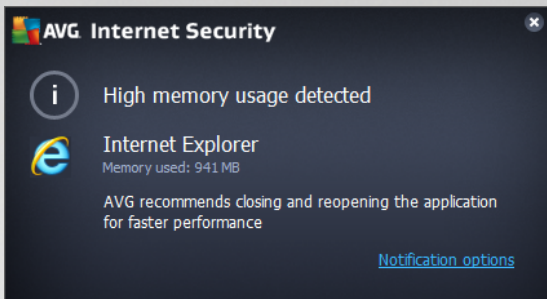 AVG. Internet Security
High memory usage detected
Internet Explorer
Memory used: 941 MB
AVG recommends closing and reopening the application
for faster performance
Notification options